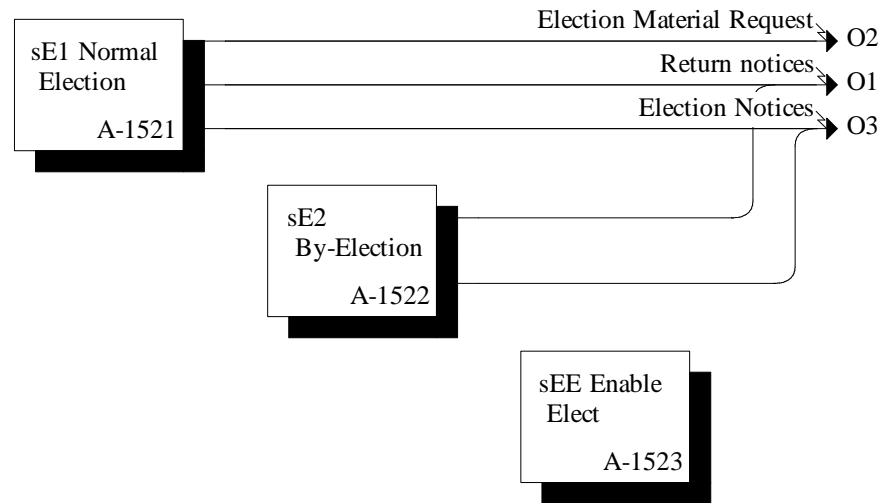 Election Material Request
O2
sE1 Normal
Election
A-1521
Return notices
O1
Election Notices
O3
sE2
By-Election
A-1522
sEE Enable
Elect
A-1523